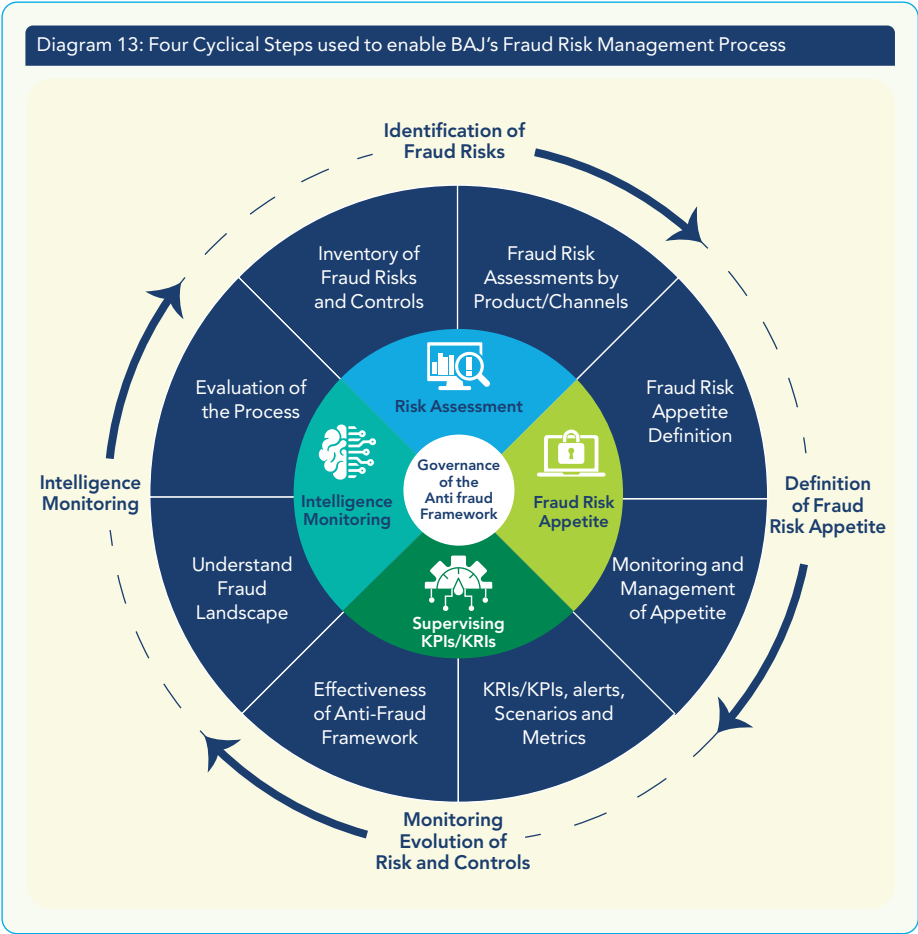 Diagram 13: Four Cyclical Steps used to enable BAJ's Fraud Risk Management Process
Identification of
Fraud Risks
Inventory of
Fraud Risks
and Controls
Fraud Risk
Assessments by
Product/Channels
Evaluation of
the Process
Risk Assessment
Fraud Risk
Appetite
Definition
Intelligence
Monitoring
Intelligence
Monitoring
Governance
of the
Anti fraud
Framework
Fraud Risk
Appetite
Definition
of Fraud
Risk Appetite
Understand
Fraud
Landscape
Supervising
KPIs/KRIs
Monitoring and
Management
of Appetite
Effectiveness
of Anti-Fraud
Framework
KRIs/KPIs, alerts,
Scenarios and
Metrics
Monitoring
Evolution of
Risk and Controls